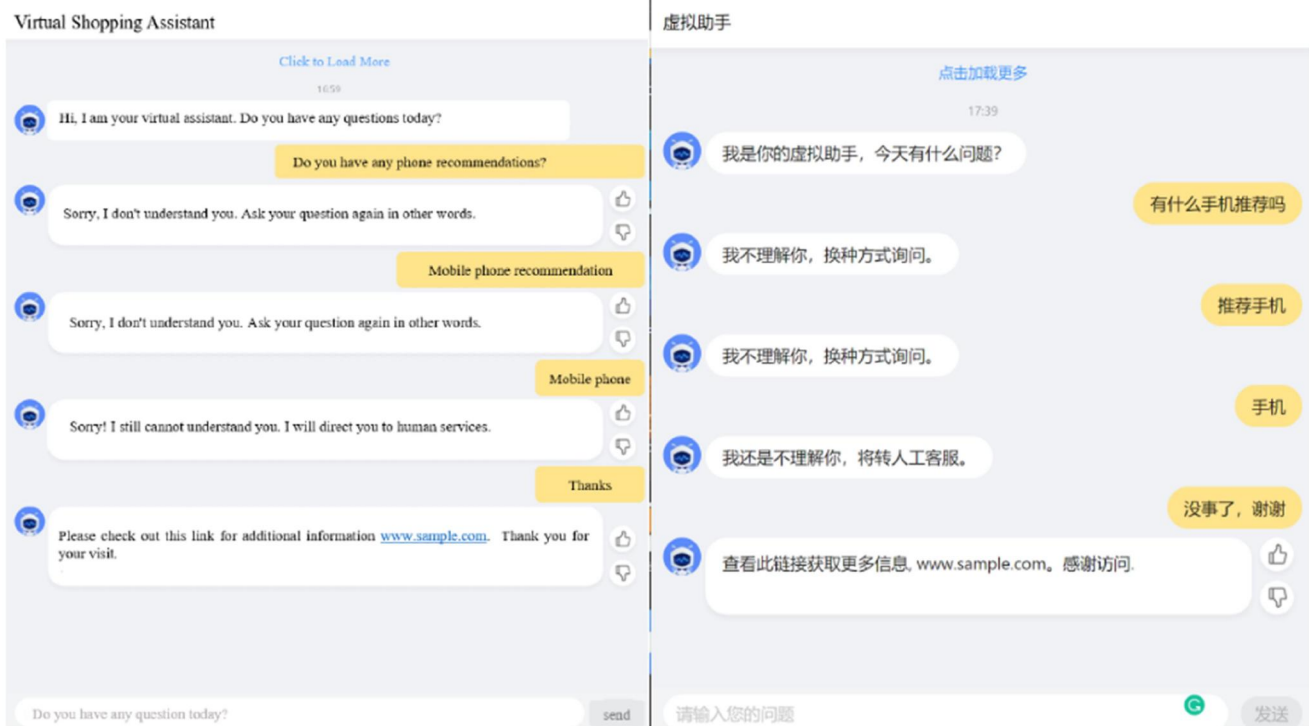 Virtual Shopping Assistant
Click to Load More
16:59
Hi, I am your virtual assistant. Do you have any questions today?
Do you have any phone recommendations?
Sorry, I don't understand you. Ask your question again in other words.
Mobile phone recommendation
Sorry, I don't understand you. Ask your question again in other words.
Mobile phone
Sorry! I still cannot understand you. I will direct you to human services.
Thanks
Please check out this link for additional information www.sample.com. Thank you for
your visit.
Do you have any question today?
send
虚拟助手
点击加载更多
17:39
我是你的虚拟助手，今天有什么问题？
有什么手机推荐吗
我不理解你，换种方式询问。
推荐手机
我不理解你，换种方式询问。
手机
我还是不理解你，将转人工客服。
没事了，谢谢
查看此链接获取更多信息, www.sample.com。感谢访问.
请输入您的问题
G
发送